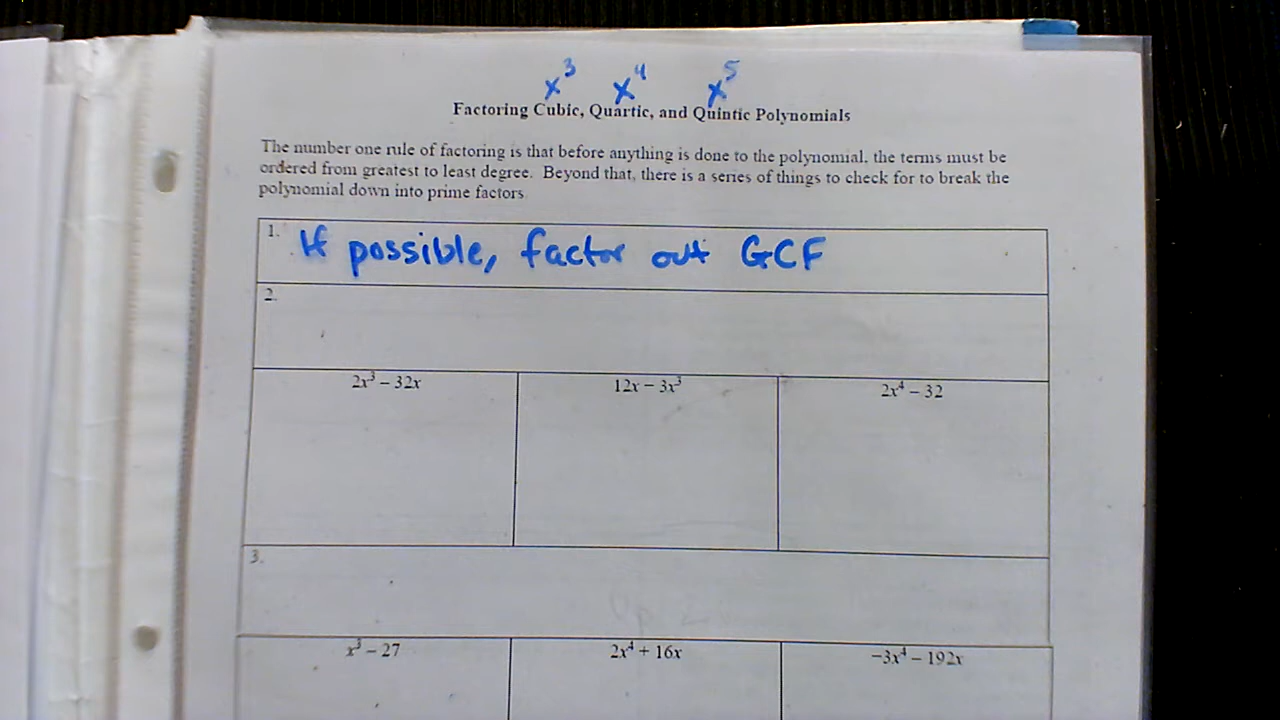 x³ x⁴ x⁵
Factoring Cubic, Quartic, and Quintic Polynomials
The number one rule of factoring is that before anything is done to the polynomial, the terms must be
ordered from greatest to least degree. Beyond that, there is a series of things to check for to break the
polynomial down into prime factors.
1. If possible, factor out GCF
2.
2x³ – 32x
12x – 3x³
2x⁴ – 32
3.
x³ – 27
2x⁴ + 16x
–3x⁴ – 192x